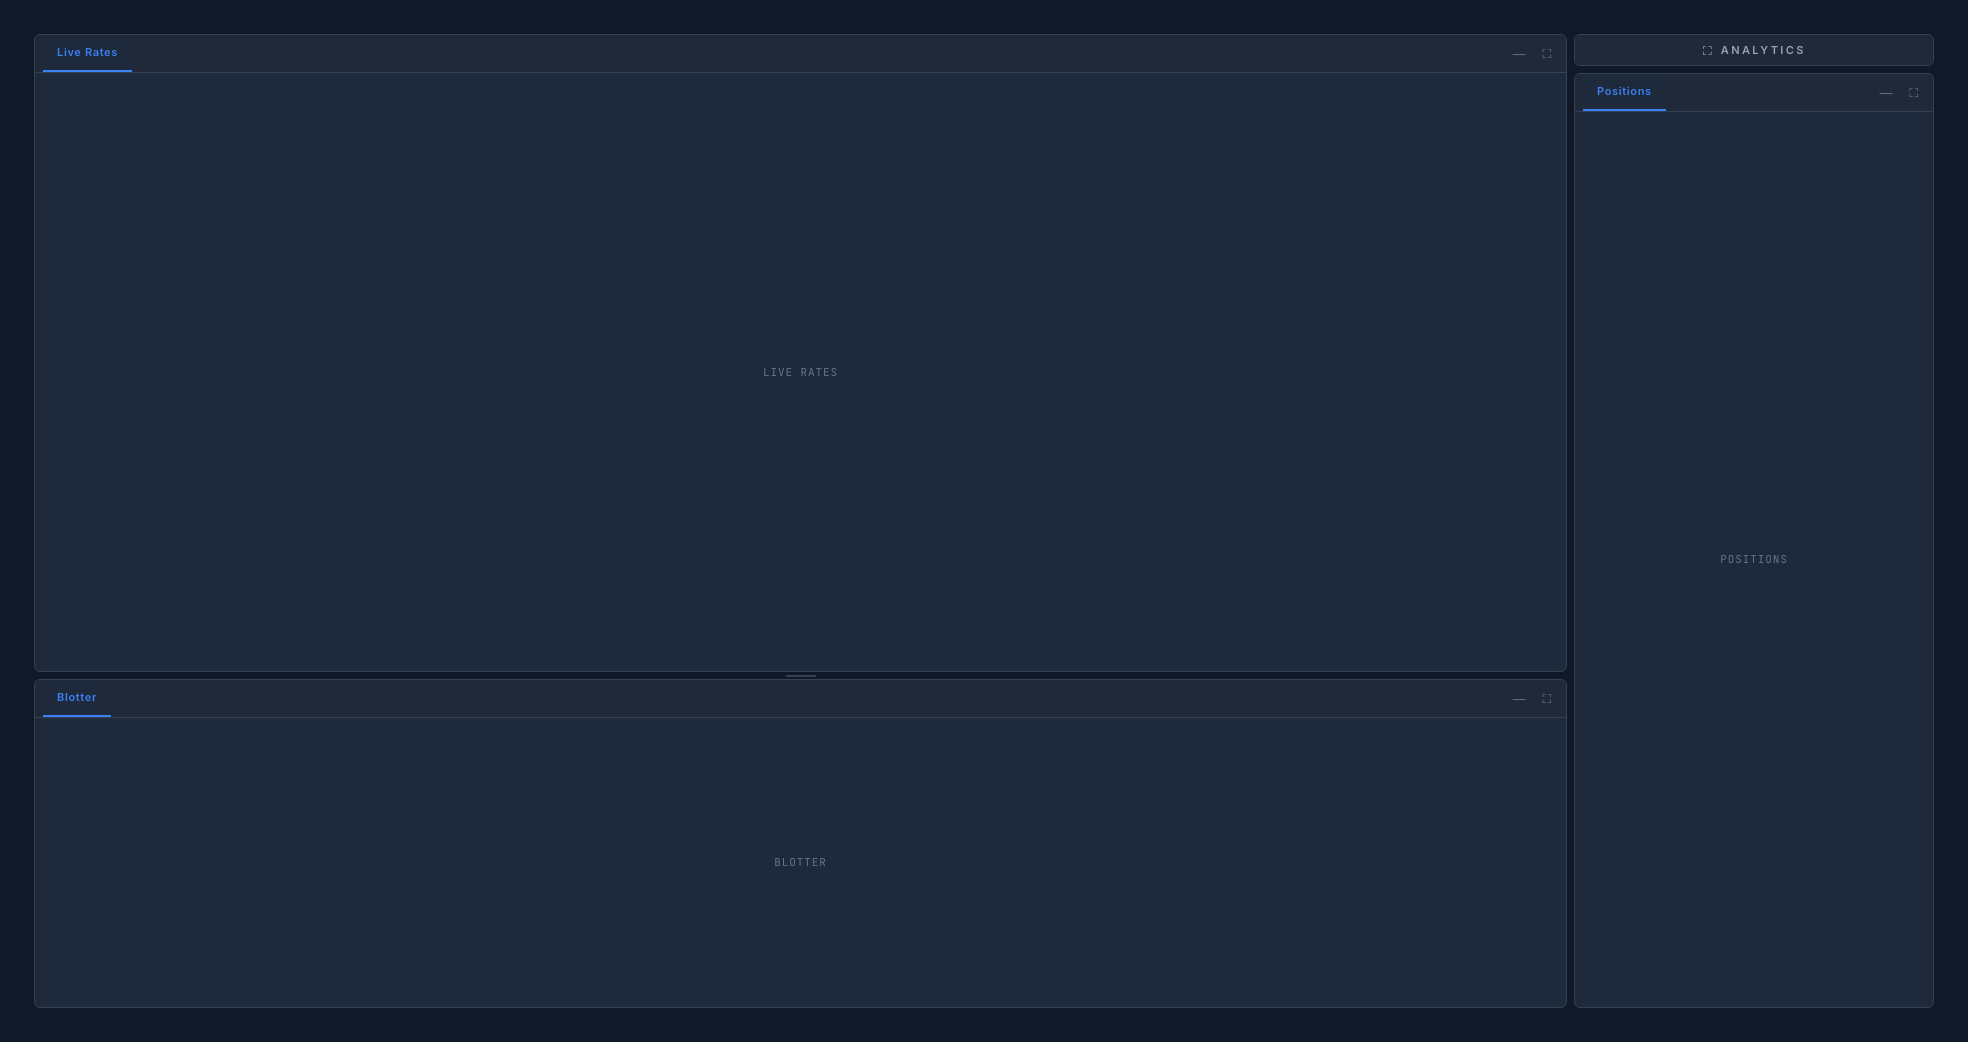 Live Rates
ANALYTICS
Positions
LIVE RATES
POSITIONS
Blotter
BLOTTER